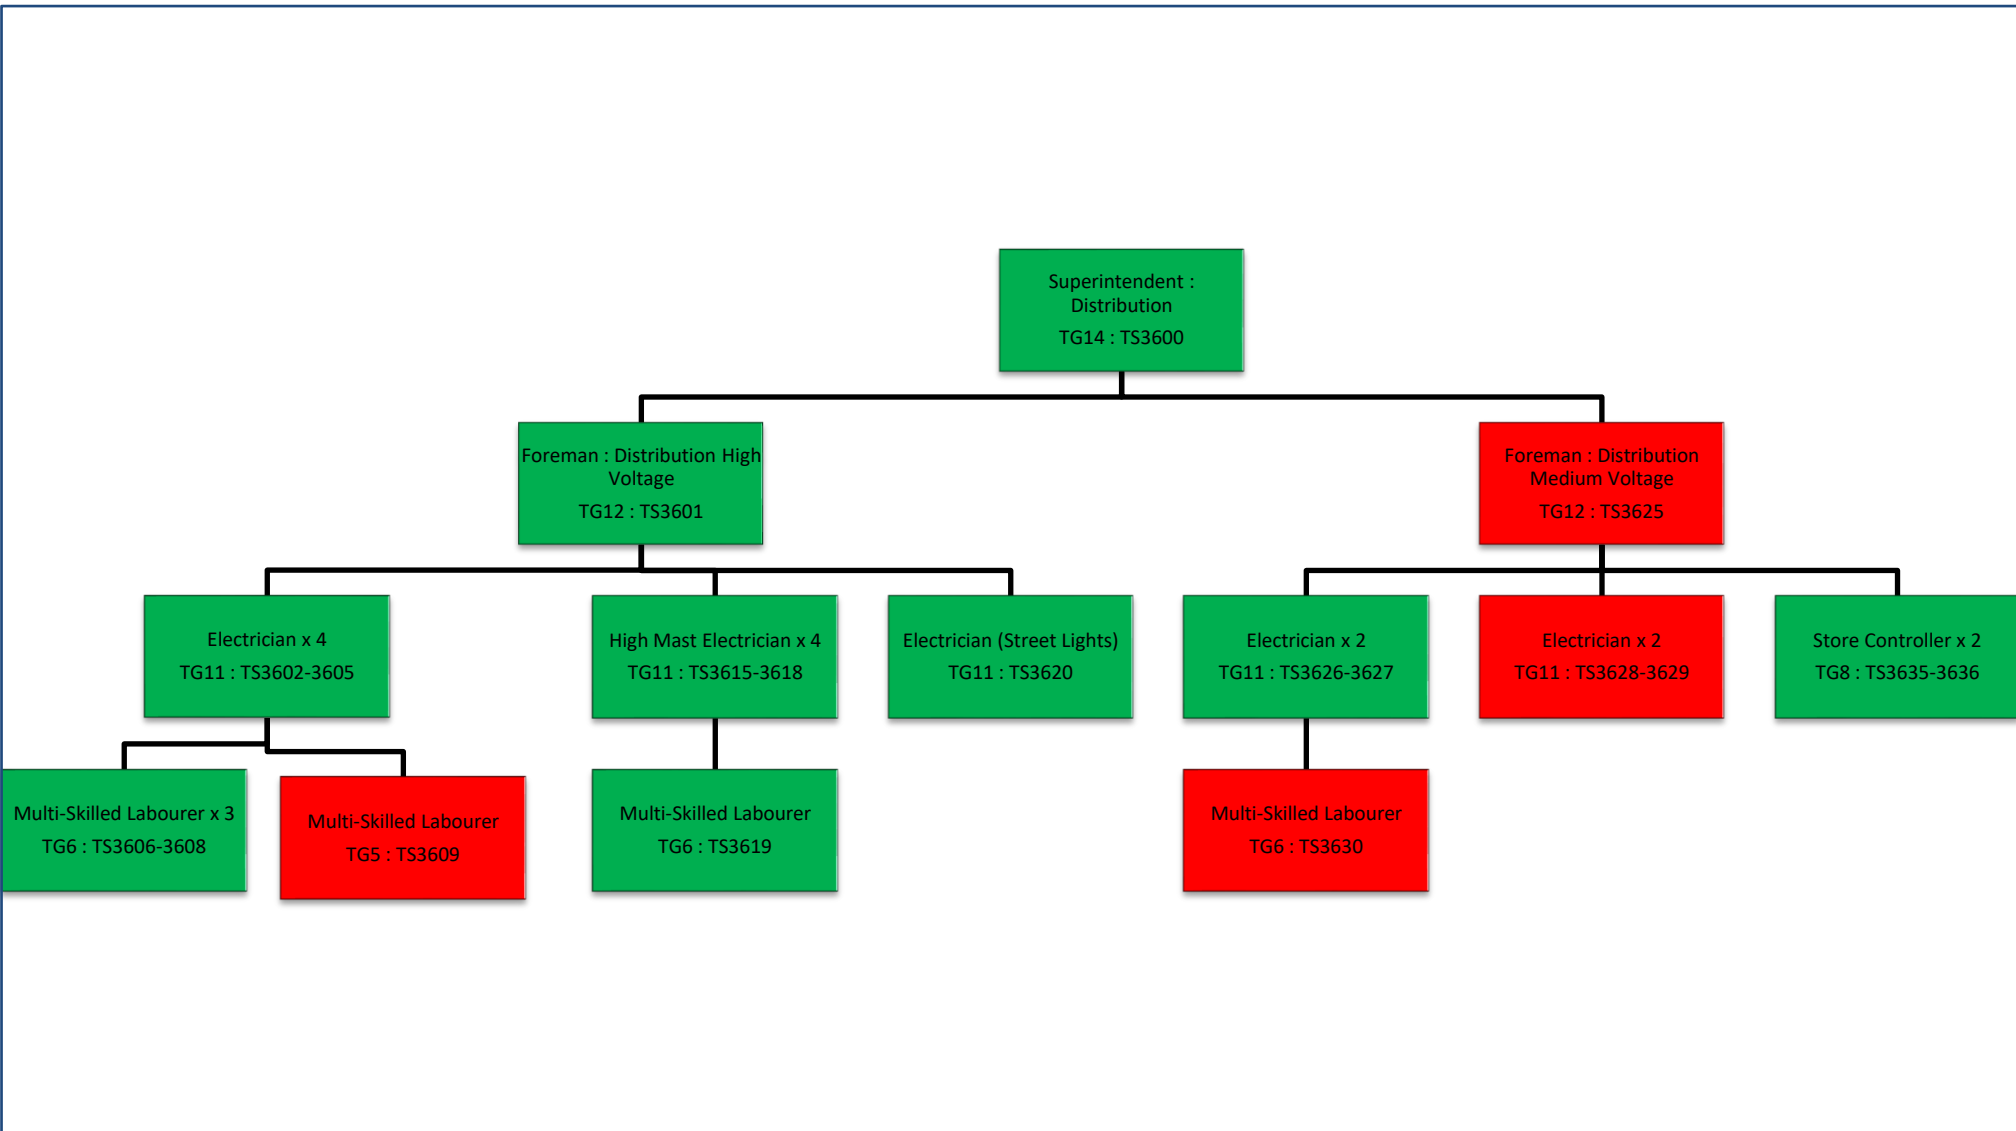 Superintendent :
Distribution
TG14 : TS3600
Foreman : Distribution High
Voltage
TG12 : TS3601
Foreman : Distribution
Medium Voltage
TG12 : TS3625
Electrician x 4
TG11 : TS3602-3605
High Mast Electrician x 4
TG11 : TS3615-3618
Electrician (Street Lights)
TG11 : TS3620
Electrician x 2
TG11 : TS3626-3627
Electrician x 2
TG11 : TS3628-3629
Store Controller x 2
TG8 : TS3635-3636
Multi-Skilled Labourer x 3
TG6 : TS3606-3608
Multi-Skilled Labourer
TG5 : TS3609
Multi-Skilled Labourer
TG6 : TS3619
Multi-Skilled Labourer
TG6 : TS3630